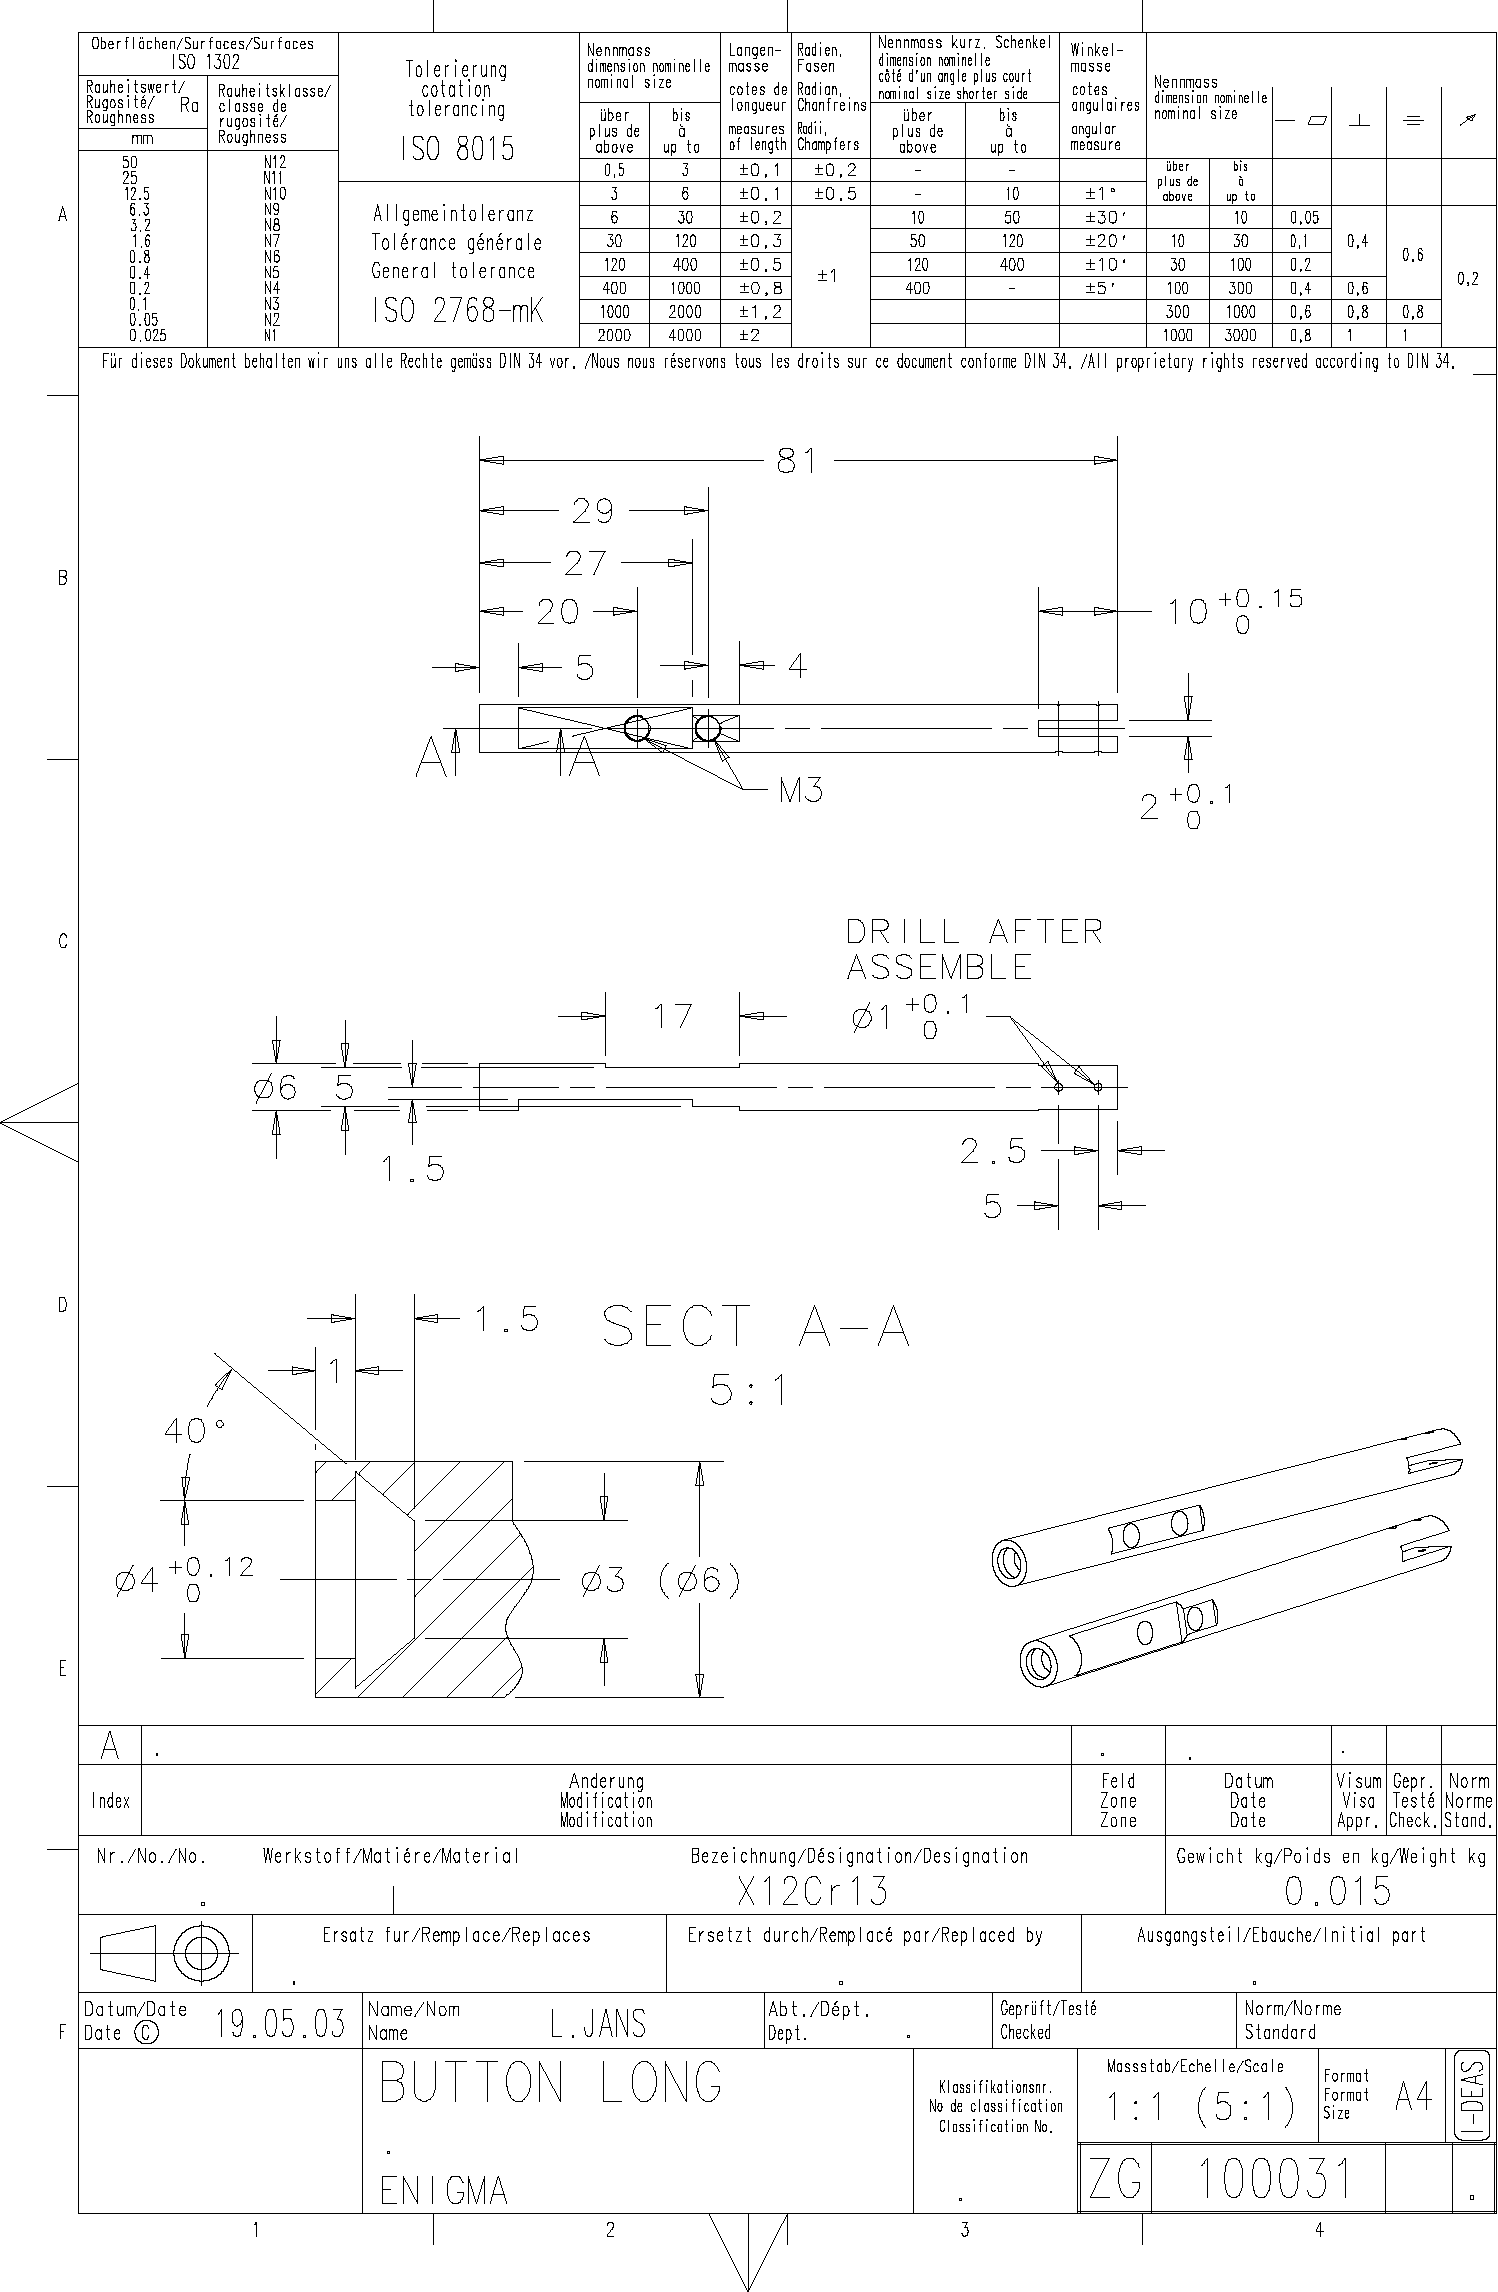 Oberflächen/Surfaces/Surfaces
ISO 1302
Rauheitswert/
Rugosité/ Ra
Roughness
mm
Rauheitsklasse/
classe de
rugosité/
Roughness
50 N12
25 N11
12.5 N10
6.3 N9
3.2 N8
1.6 N7
0.8 N6
0.4 N5
0.2 N4
0.1 N3
0.05 N2
0.025 N1
Tolerierung
cotation
tolerancing
ISO 8015
Allgemeintoleranz
Tolérance générale
General tolerance
ISO 2768-mK
Nennmass
dimension nominelle
nominal size
über
plus de
above
bis
à
up to
Langen-
masse
cotes de
longueur
measures
of length
Radien,
Fasen
Radian,
Chanfreins
Radii,
Champfers
0,5 3 ±0,1 ±0,2
3 6 ±0,1 ±0,5
6 30 ±0,2
30 120 ±0,3
120 400 ±0,5
400 1000 ±0,8
1000 2000 ±1,2
2000 4000 ±2
±1
Nennmass kurz. Schenkel
dimension nominelle
côté d'un angle plus court
nominal size shorter side
über
plus de
above
bis
à
up to
Winkel-
masse
cotes
angulaires
angular
measure
- -
- 10 ±1°
10 50 ±30'
50 120 ±20'
120 400 ±10'
400 - ±5'
Nennmass
dimension nominelle
nominal size
über
plus de
above
bis
à
up to
10 0,05
10 30 0,1
30 100 0,2
100 300 0,4 0,6
300 1000 0,6 0,8 0,8
1000 3000 0,8 1 1
0,4
0,6
0,2
Für dieses Dokument behalten wir uns alle Rechte gemäss DIN 34 vor. /Nous nous réservons tous les droits sur ce document conforme DIN 34. /All proprietary rights reserved according to DIN 34.
A
B
C
D
E
F
81
29
27
20
10 +0.15
0
5
4
A
A
M3
2 +0.1
0
DRILL AFTER
ASSEMBLE
Ø1 +0.1
0
17
Ø6
5
1.5
2.5
5
1.5
1
SECT A-A
5:1
40°
Ø4 +0.12
0
Ø3
(Ø6)
A . . . .
Index
Anderung
Modification
Modification
Feld
Zone
Zone
Datum
Date
Date
Visum
Visa
Appr.
Gepr.
Testé
Check.
Norm
Norme
Stand.
Nr./No./No.
Werkstoff/Matiére/Material
Bezeichnung/Désignation/Designation
X12Cr13
Gewicht kg/Poids en kg/Weight kg
0.015
Ersatz fur/Remplace/Replaces
Ersetzt durch/Remplacé par/Replaced by
Ausgangsteil/Ebauche/Initial part
Datum/Date
Date © 19.05.03
Name/Nom
Name L.JANS
Abt./Dépt.
Dept.
Geprüft/Testé
Checked
Norm/Norme
Standard
BUTTON LONG
.
ENIGMA
Klassifikationsnr.
No de classification
Classification No.
Massstab/Echelle/Scale
1:1 (5:1)
Format
Format
Size
A4
I-DEAS
ZG 100031
1 2 3 4